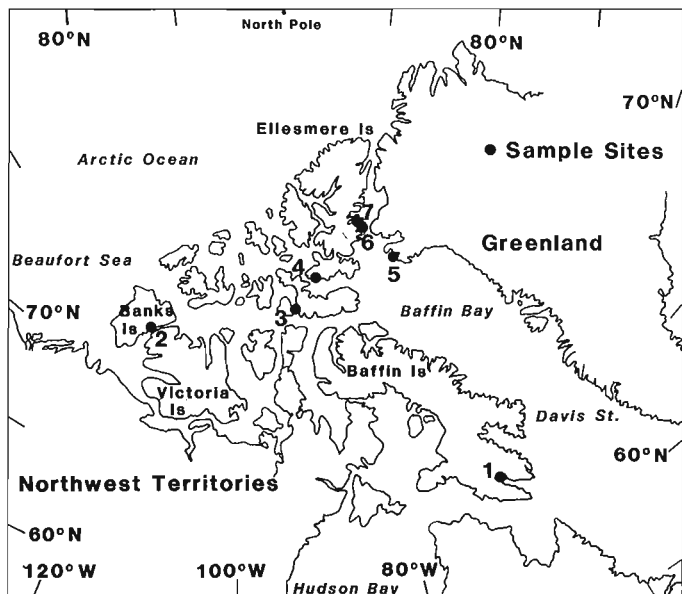 North Pole
80°N
80°N
70°N
Ellesmere Is
Arctic Ocean
Sample Sites
7
6
Greenland
Beaufort Sea
4
5
70°N
Banks
Is
2
3
Baffin Bay
Baffin Is
Victoria
Is
Davis St.
60°N
1
Northwest Territories
60°N
120°W
100°W
80°W
Hudson Bay